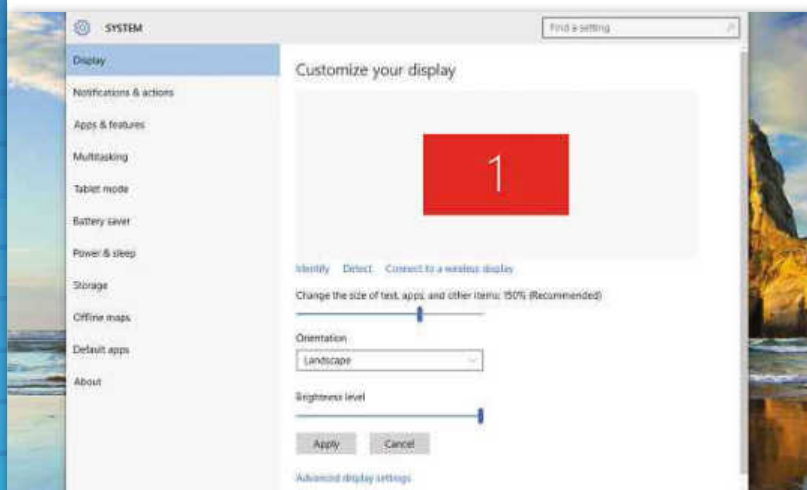 SYSTEM
Find a setting
Display
Notifications & actions
Apps & features
Multitasking
Tablet mode
Battery saver
Power & sleep
Storage
Offline maps
Default apps
About
Customize your display
1
Identify Detect Connect to a wireless display
Change the size of text, apps, and other items: 150% (Recommended)
Orientation
Landscape
Brightness level
Apply Cancel
Advanced display settings